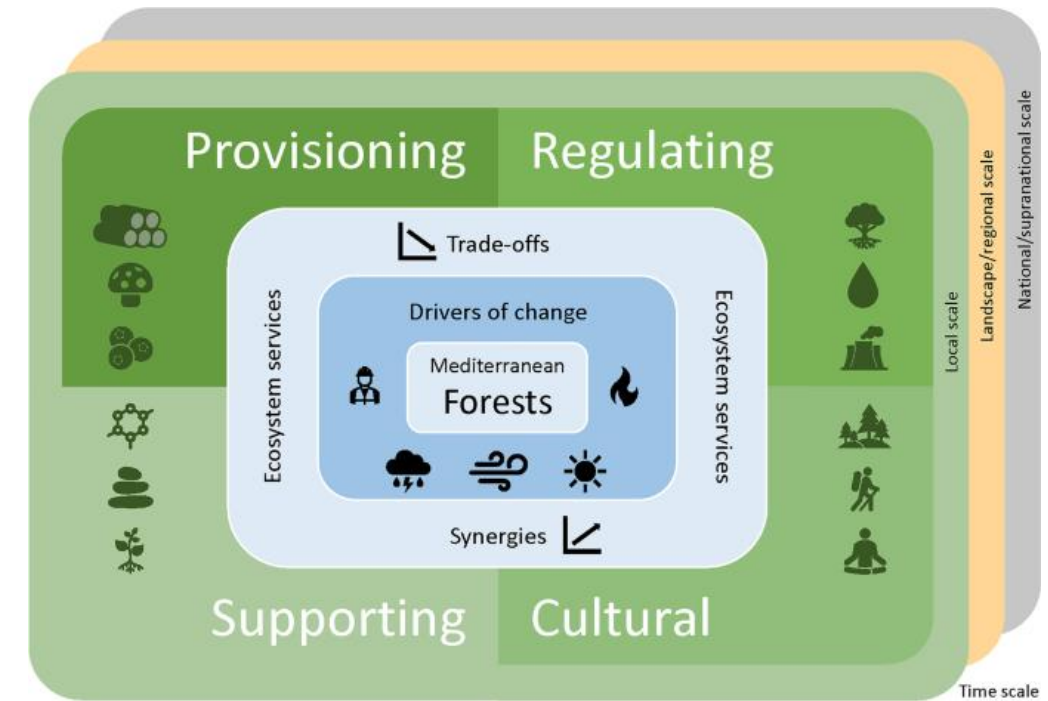 Provisioning
Regulating
Trade-offs
Ecosystem services
Drivers of change
Mediterranean
Forests
Ecosystem services
Synergies
Supporting
Cultural
Local scale
Landscape/regional scale
National/supranational scale
Time scale